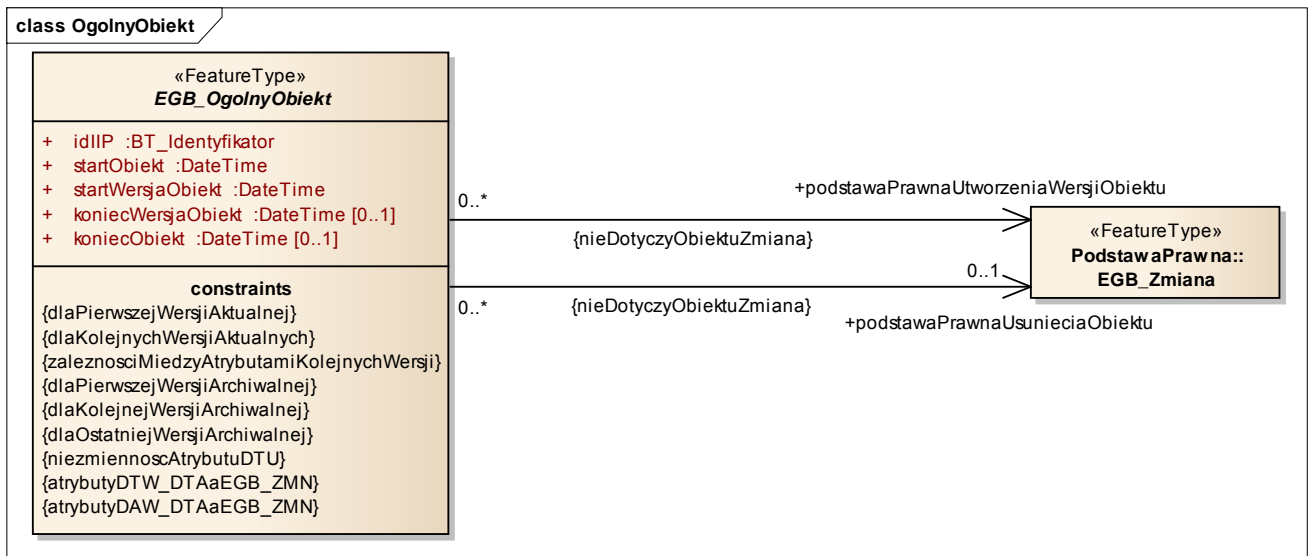 class OgolnyObiekt
«FeatureType»
EGB_OgolnyObiekt
+ idIIP :BT_Identyfikator
+ startObiekt :DateTime
+ startWersjaObiekt :DateTime
+ koniecWersjaObiekt :DateTime [0..1]
+ koniecObiekt :DateTime [0..1]
constraints
{dlaPierwszejWersjiAktualnej}
{dlaKolejnychWersjiAktualnych}
{zaleznosciMiedzyAtrybutamiKolejnychWersji}
{dlaPierwszejWersjiArchiwalnej}
{dlaKolejnejWersjiArchiwalnej}
{dlaOstatniejWersjiArchiwalnej}
{niezmiennoscAtrybutuDTU}
{atrybutyDTW_DTAaEGB_ZMN}
{atrybutyDAW_DTAaEGB_ZMN}
0..*
+podstawaPrawnaUtworzeniaWersjiObiektu
{nieDotyczyObiektuZmiana}
0..*
0..1
{nieDotyczyObiektuZmiana}
+podstawaPrawnaUsunieciaObiektu
«FeatureType»
PodstawaPrawna::
EGB_Zmiana